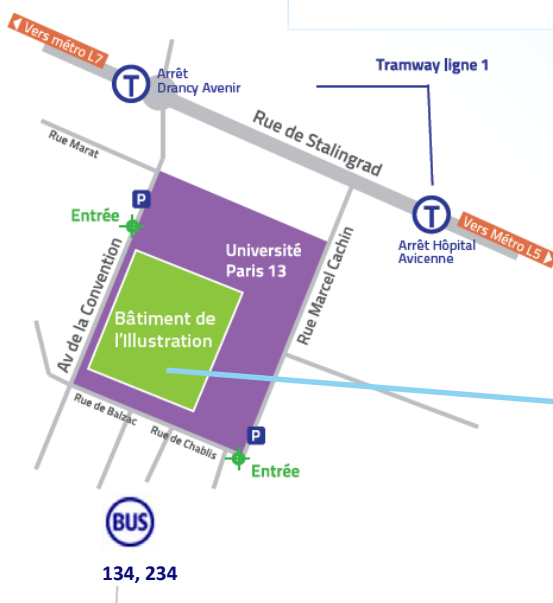 Vers métro L7
T
Arrêt
Drancy Avenir
Tramway ligne 1
Rue de Stalingrad
Rue Marat
P
Entrée
T
Vers Métro L5
Arrêt Hôpital
Avicenne
Université
Paris 13
Rue Marcel Cachin
Av de la Convention
Bâtiment de
l'Illustration
Rue de Balzac
Rue de Chablis
P
Entrée
BUS
134, 234